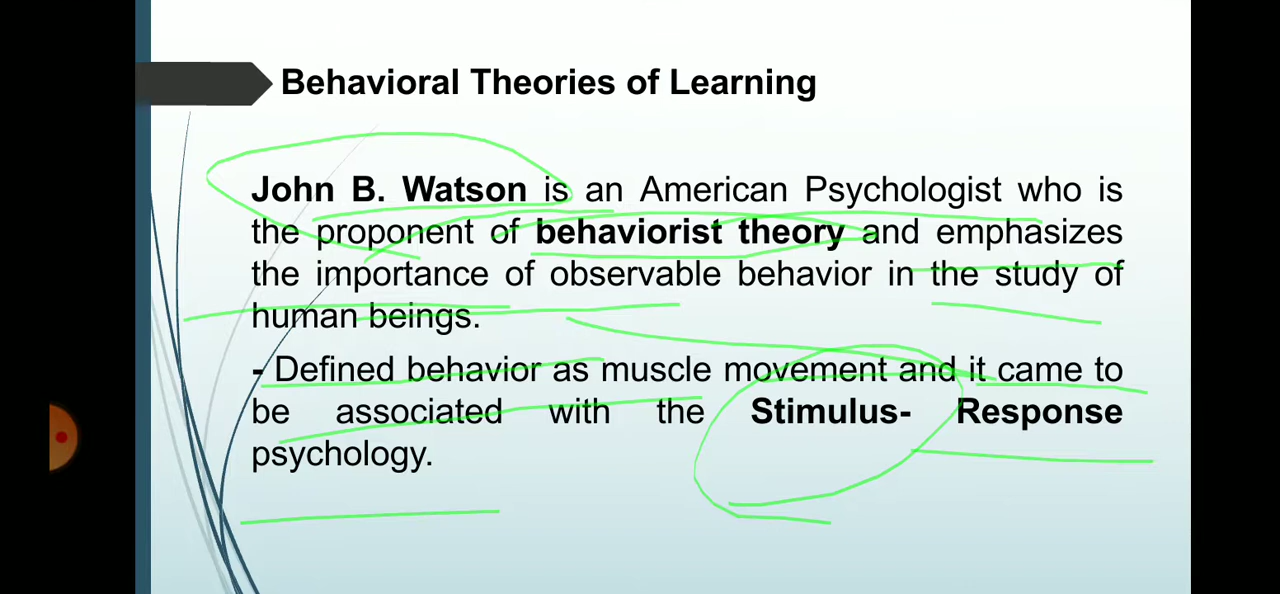 Behavioral Theories of Learning
John B. Watson is an American Psychologist who is
the proponent of behaviorist theory and emphasizes
the importance of observable behavior in the study of
human beings.
- Defined behavior as muscle movement and it came to
be associated with the Stimulus- Response
psychology.